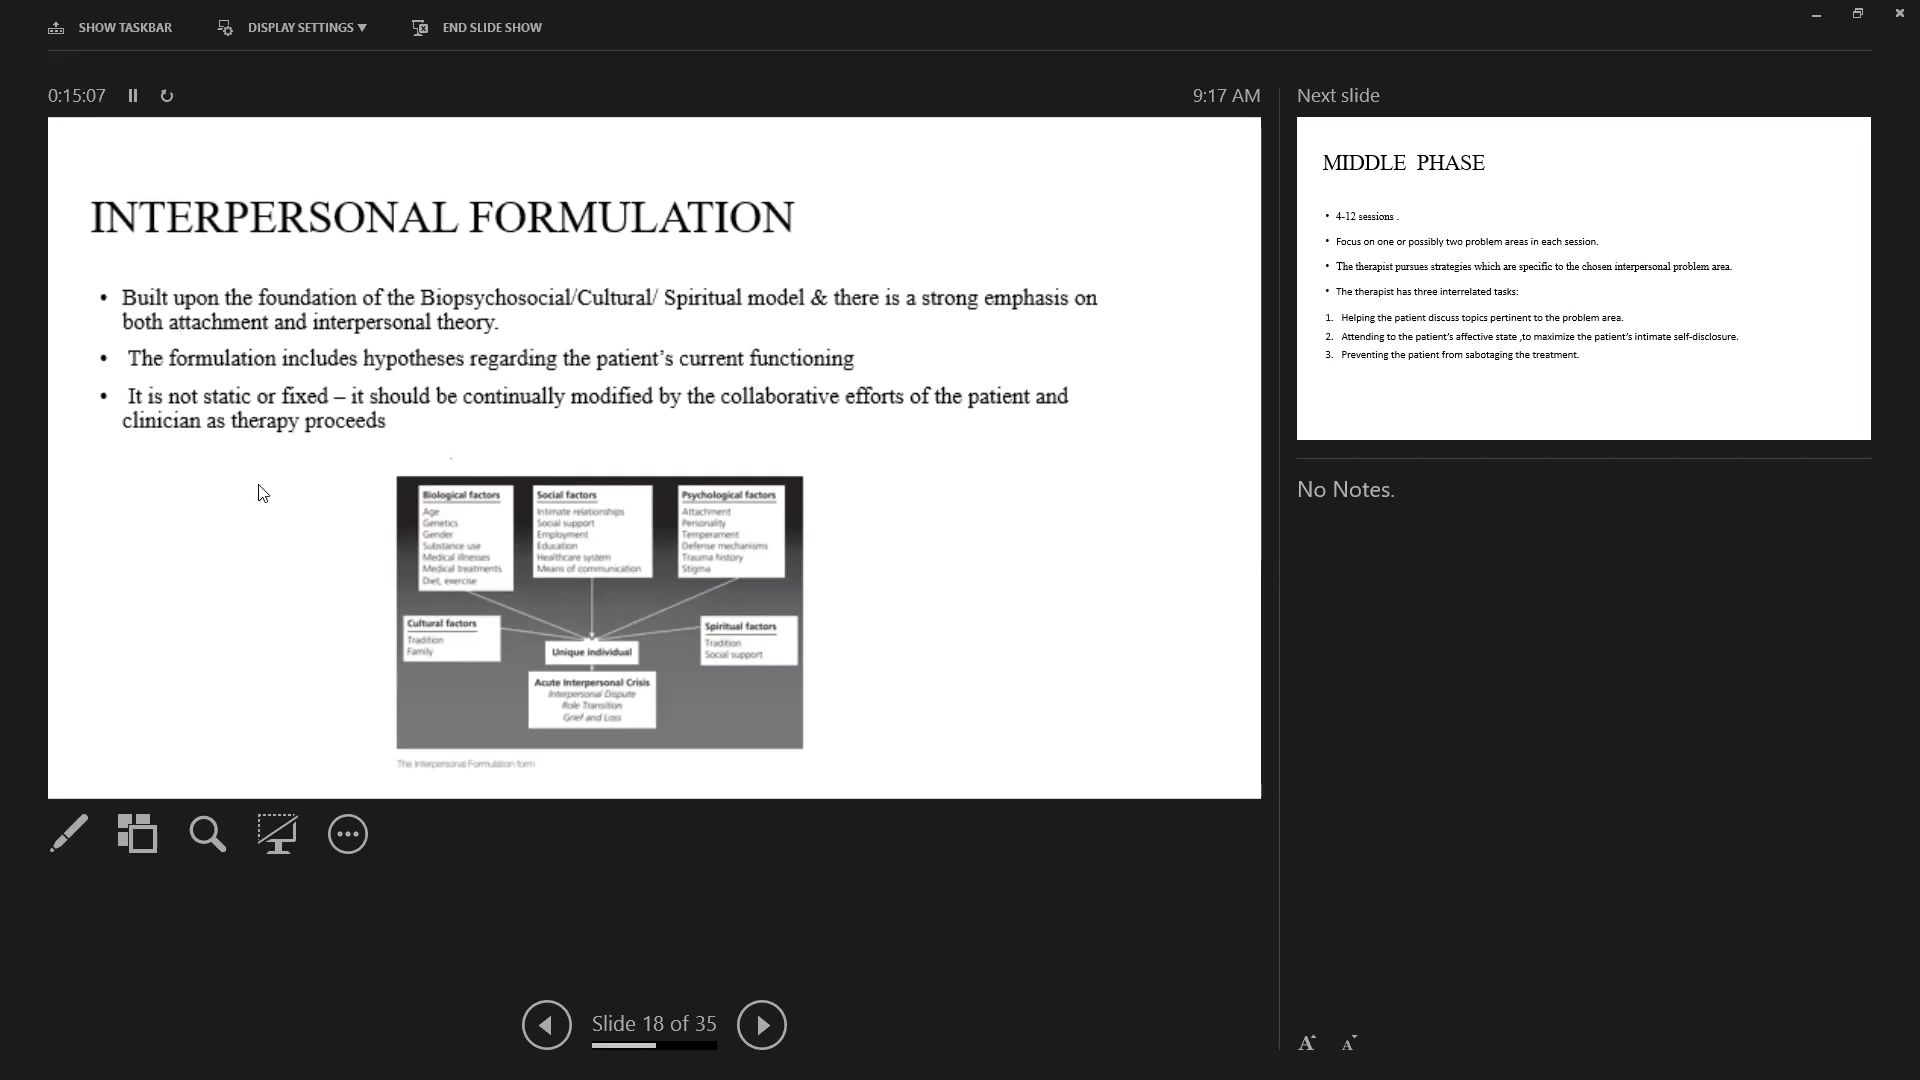 SHOW TASKBAR
DISPLAY SETTINGS
END SLIDE SHOW
0:15:07
9:17 AM
INTERPERSONAL FORMULATION
• Built upon the foundation of the Biopsychosocial/Cultural/ Spiritual model & there is a strong emphasis on
both attachment and interpersonal theory.
• The formulation includes hypotheses regarding the patient’s current functioning
• It is not static or fixed – it should be continually modified by the collaborative efforts of the patient and
clinician as therapy proceeds
Biological factors
Age
Genetics
Gender
Substance use
Medical illnesses
Medical treatments
Diet, exercise
Social factors
Intimate relationships
Social support
Employment
Education
Healthcare system
Means of communication
Psychological factors
Attachment
Personality
Temperament
Defense mechanisms
Trauma history
Stigma
Cultural factors
Tradition
Family
Unique individual
Spiritual factors
Tradition
Social support
Acute Interpersonal Crisis
Interpersonal Dispute
Role Transition
Grief and Loss
The Interpersonal Formulation form
Slide 18 of 35
Next slide
MIDDLE PHASE
• 4-12 sessions .
• Focus on one or possibly two problem areas in each session.
• The therapist pursues strategies which are specific to the chosen interpersonal problem area.
• The therapist has three interrelated tasks:
1. Helping the patient discuss topics pertinent to the problem area.
2. Attending to the patient’s affective state ,to maximize the patient’s intimate self-disclosure.
3. Preventing the patient from sabotaging the treatment.
No Notes.
A A